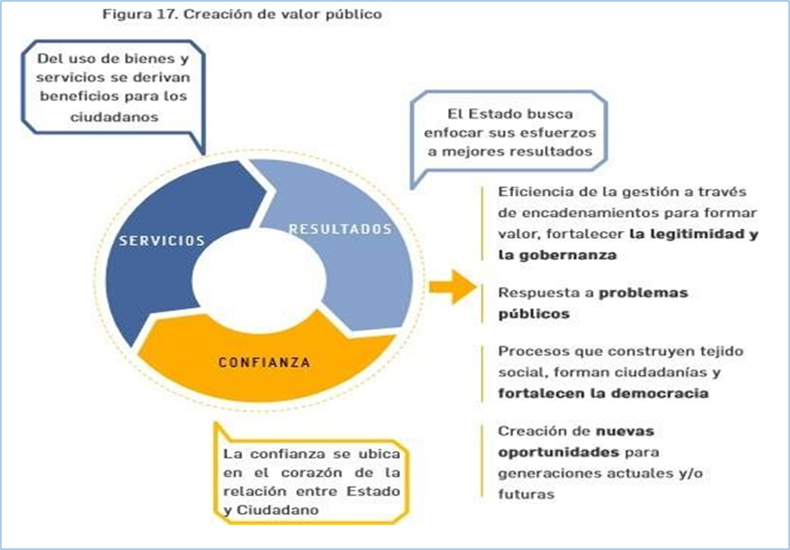 Figura 17. Creación de valor público
Del uso de bienes y
servicios se derivan
beneficios para los
ciudadanos
El Estado busca
enfocar sus esfuerzos
a mejores resultados
SERVICIOS
RESULTADOS
CONFIANZA
Eficiencia de la gestión a través
de encadenamientos para formar
valor, fortalecer la legitimidad y
la gobernanza
Respuesta a problemas
públicos
Procesos que construyen tejido
social, forman ciudadanías y
fortalecen la democracia
Creación de nuevas
oportunidades para
generaciones actuales y/o
futuras
La confianza se ubica
en el corazón de la
relación entre Estado
y Ciudadano